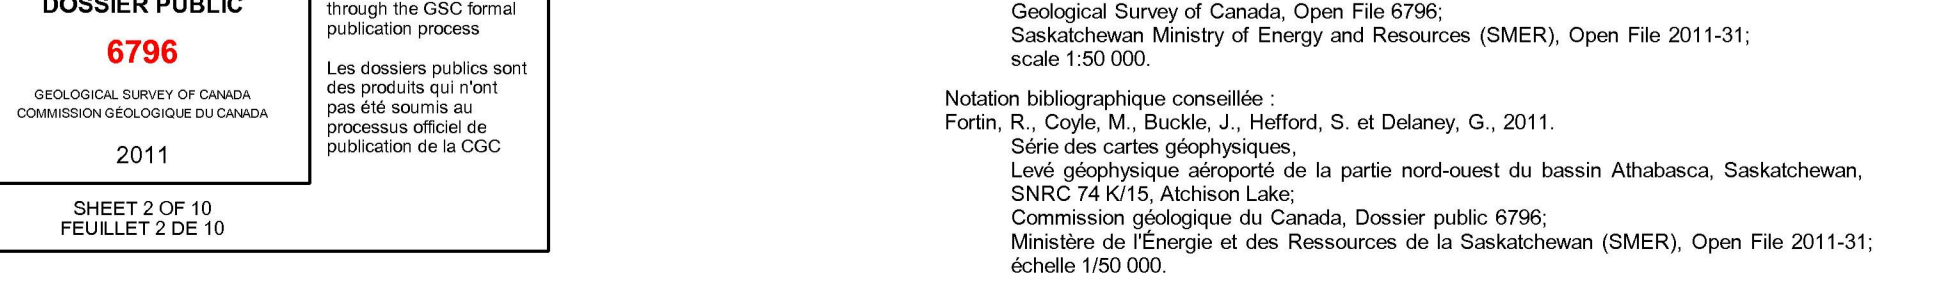 DOSSIER PUBLIC
6796
GEOLOGICAL SURVEY OF CANADA
COMMISSION GÉOLOGIQUE DU CANADA
2011
SHEET 2 OF 10
FEUILLET 2 DE 10
through the GSC formal
publication process
Les dossiers publics sont
des produits qui n'ont
pas été soumis au
processus officiel de
publication de la CGC
Geological Survey of Canada, Open File 6796;
Saskatchewan Ministry of Energy and Resources (SMER), Open File 2011-31;
scale 1:50 000.
Notation bibliographique conseillée :
Fortin, R., Coyle, M., Buckle, J., Hefford, S. et Delaney, G., 2011.
Série des cartes géophysiques,
Levé géophysique aéroporté de la partie nord-ouest du bassin Athabasca, Saskatchewan,
SNRC 74 K/15, Atchison Lake;
Commission géologique du Canada, Dossier public 6796;
Ministère de l'Énergie et des Ressources de la Saskatchewan (SMER), Open File 2011-31;
échelle 1/50 000.